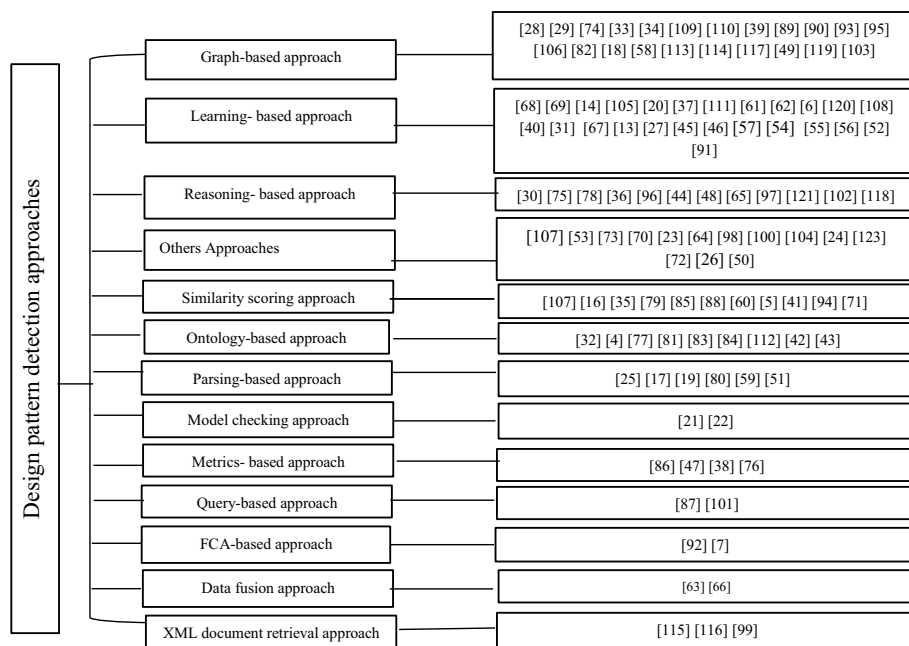 Design pattern detection approaches
Graph-based approach
[28] [29] [74] [33] [34] [109] [110] [39] [89] [90] [93] [95]
[106] [82] [18] [58] [113] [114] [117] [49] [119] [103]
Learning- based approach
[68] [69] [14] [105] [20] [37] [111] [61] [62] [6] [120] [108]
[40] [31] [67] [13] [27] [45] [46] [57] [54] [55] [56] [52]
[91]
Reasoning- based approach
[30] [75] [78] [36] [96] [44] [48] [65] [97] [121] [102] [118]
Others Approaches
[107] [53] [73] [70] [23] [64] [98] [100] [104] [24] [123]
[72] [26] [50]
Similarity scoring approach
[107] [16] [35] [79] [85] [88] [60] [5] [41] [94] [71]
Ontology-based approach
[32] [4] [77] [81] [83] [84] [112] [42] [43]
Parsing-based approach
[25] [17] [19] [80] [59] [51]
Model checking approach
[21] [22]
Metrics- based approach
[86] [47] [38] [76]
Query-based approach
[87] [101]
FCA-based approach
[92] [7]
Data fusion approach
[63] [66]
XML document retrieval approach
[115] [116] [99]